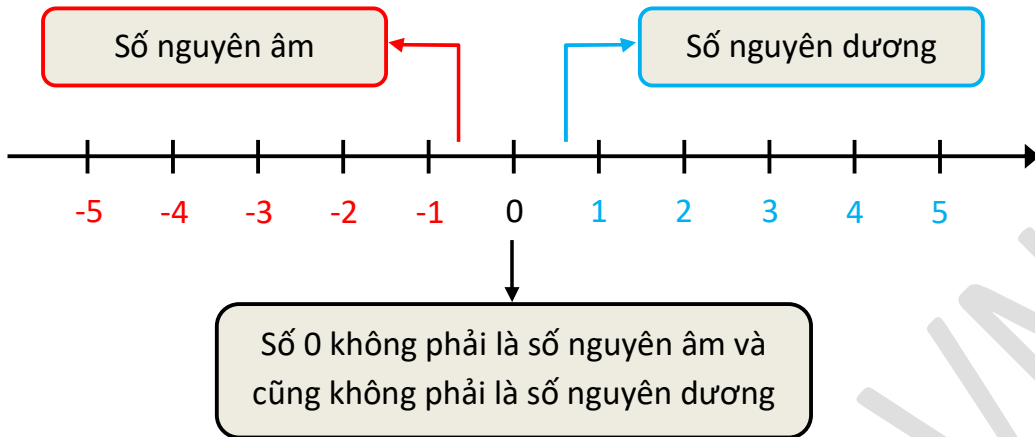 Số nguyên âm
Số nguyên dương
-5 -4 -3 -2 -1 0 1 2 3 4 5
Số 0 không phải là số nguyên âm và
cũng không phải là số nguyên dương
VN